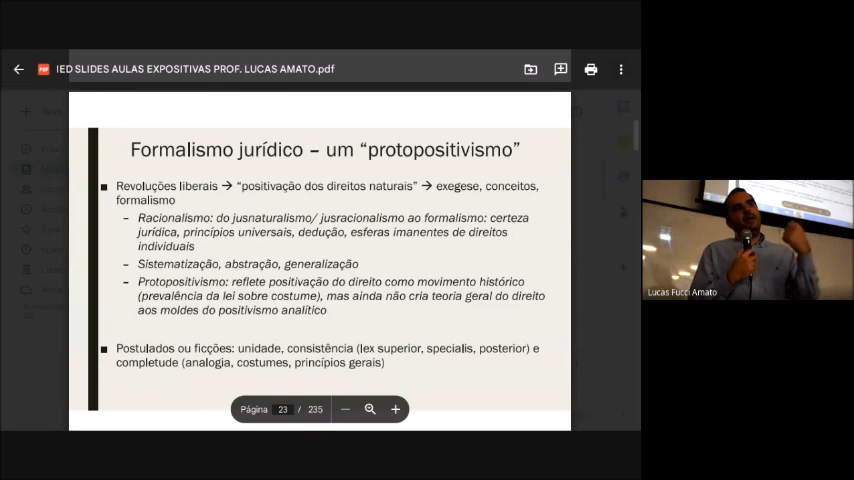 IED SLIDES AULAS EXPOSITIVAS PROF. LUCAS AMATO.pdf
Formalismo jurídico – um “protopositivismo”
■ Revoluções liberais → “positivação dos direitos naturais” → exegese, conceitos,
formalismo
– Racionalismo: do jusnaturalismo/ jusracionalismo ao formalismo: certeza
jurídica, princípios universais, dedução, esferas imanentes de direitos
individuais
– Sistematização, abstração, generalização
– Protopositivismo: reflete positivação do direito como movimento histórico
(prevalência da lei sobre costume), mas ainda não cria teoria geral do direito
aos moldes do positivismo analítico
■ Postulados ou ficções: unidade, consistência (lex superior, specialis, posterior) e
completude (analogia, costumes, princípios gerais)
Página 23 / 235
Lucas Fucci Amato